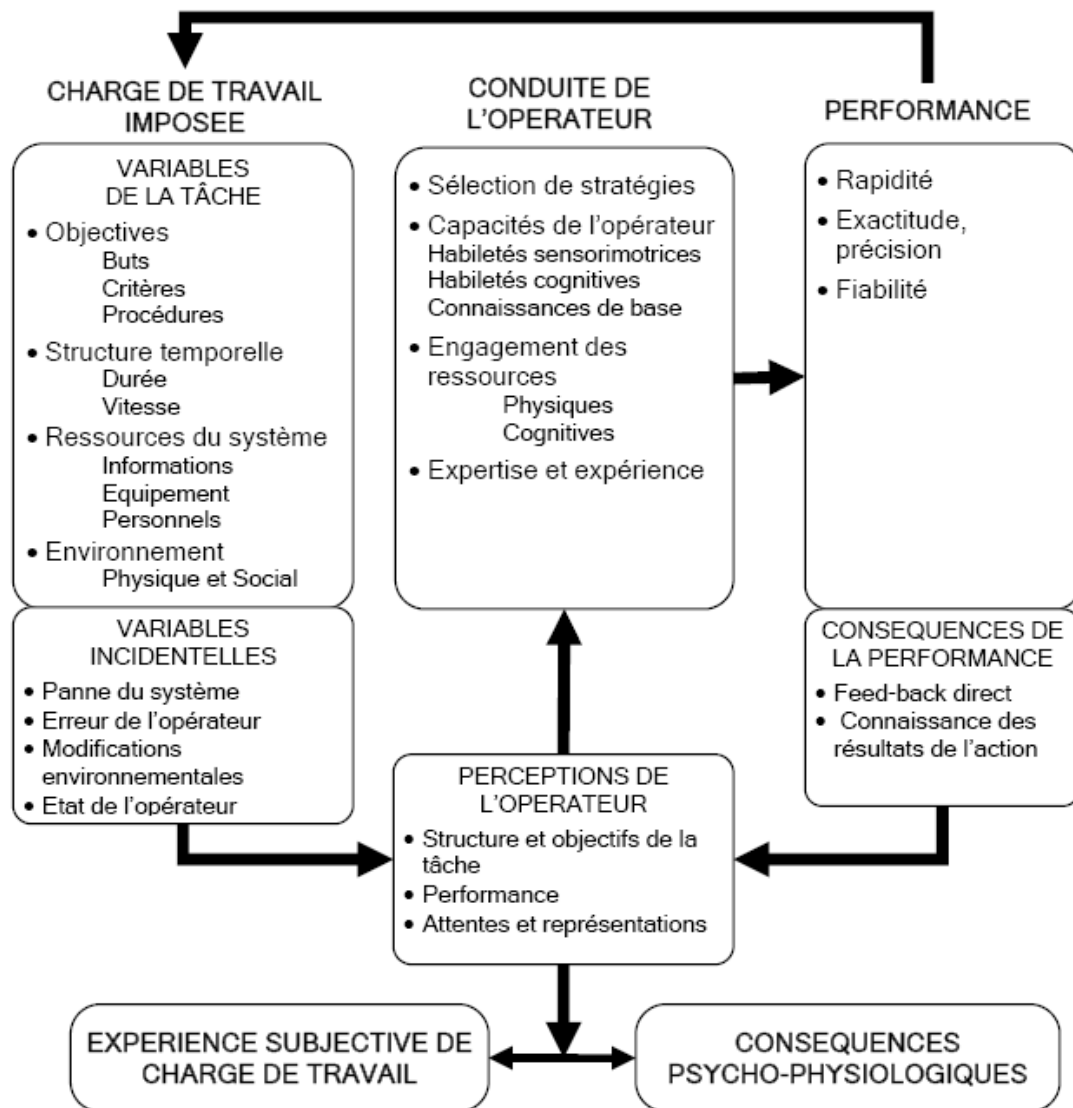 CHARGE DE TRAVAIL
IMPOSEE
VARIABLES
DE LA TÂCHE
• Objectives
Buts
Critères
Procédures
• Structure temporelle
Durée
Vitesse
• Ressources du système
Informations
Equipement
Personnels
• Environnement
Physique et Social
VARIABLES
INCIDENTELLES
• Panne du système
• Erreur de l'opérateur
• Modifications
environnementales
• Etat de l'opérateur
CONDUITE DE
L'OPERATEUR
• Sélection de stratégies
• Capacités de l'opérateur
Habiletés sensorimotrices
Habiletés cognitives
Connaissances de base
• Engagement des
ressources
Physiques
Cognitives
• Expertise et expérience
PERFORMANCE
• Rapidité
• Exactitude,
précision
• Fiabilité
CONSEQUENCES DE
LA PERFORMANCE
• Feed-back direct
• Connaissance des
résultats de l'action
PERCEPTIONS DE
L'OPERATEUR
• Structure et objectifs de la
tâche
• Performance
• Attentes et représentations
EXPERIENCE SUBJECTIVE DE
CHARGE DE TRAVAIL
CONSEQUENCES
PSYCHO-PHYSIOLOGIQUES